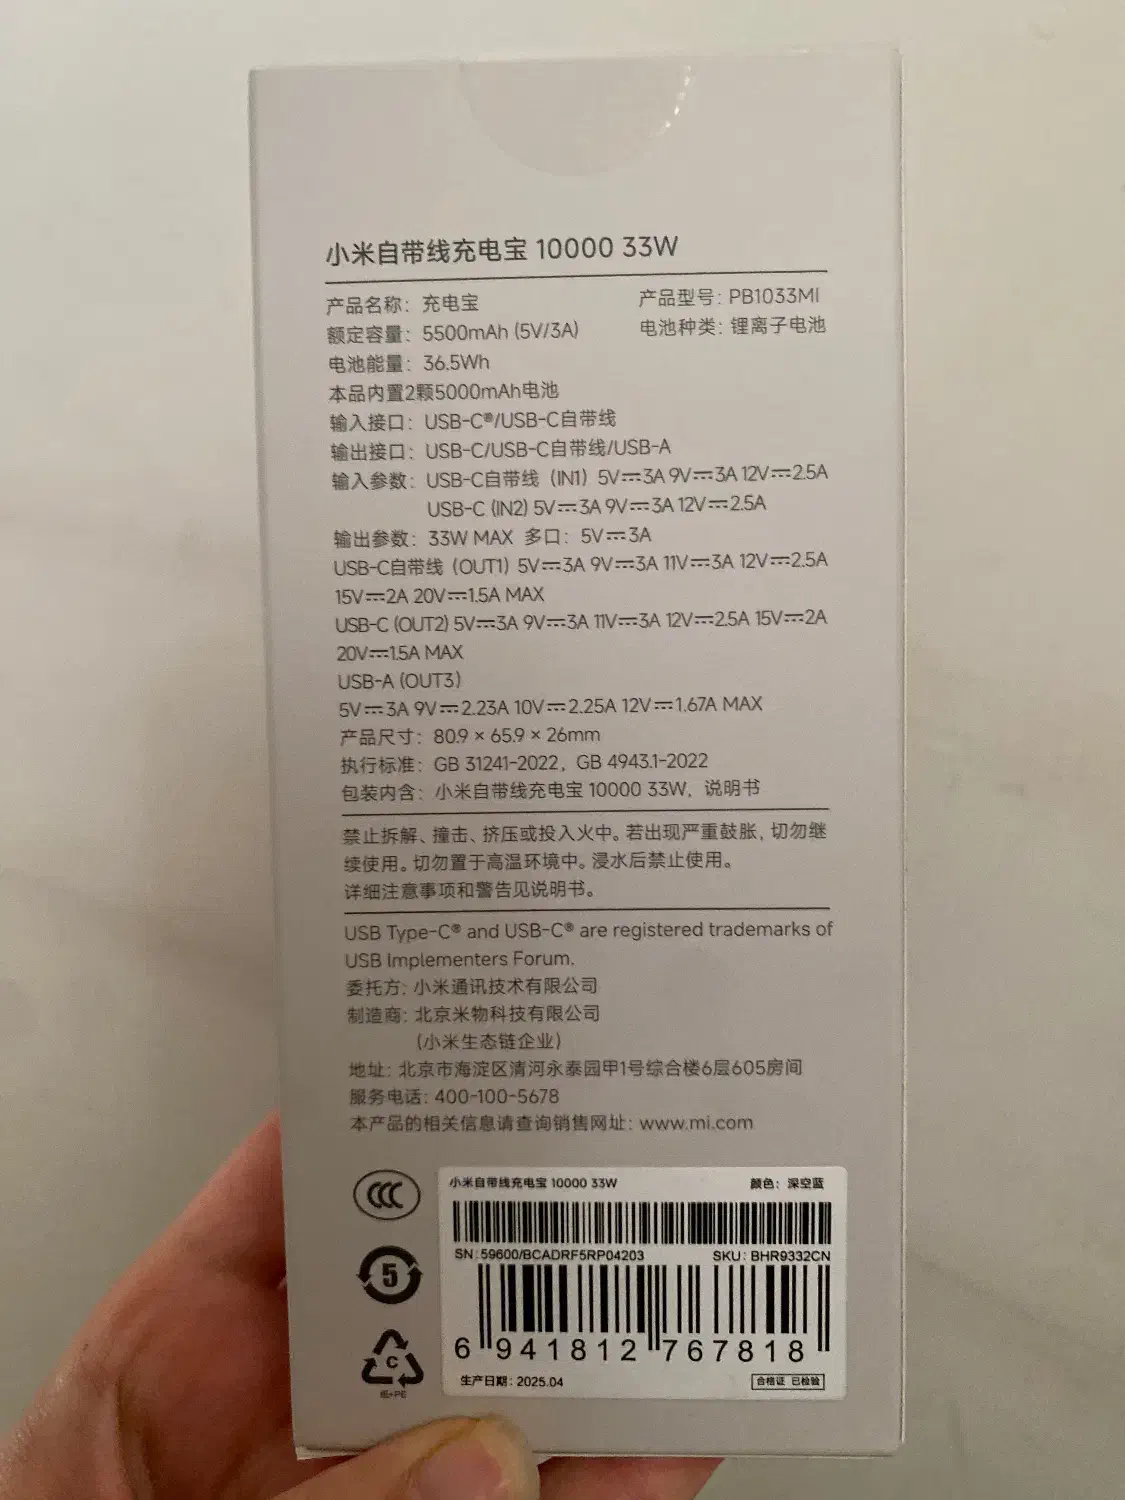 小米自带线充电宝 10000 33W
产品名称：充电宝 产品型号：PB1033MI
额定容量：5500mAh (5V/3A) 电池种类：锂离子电池
电池能量：36.5Wh
本品内置2颗5000mAh电池
输入接口：USB-C®/USB-C自带线
输出接口：USB-C/USB-C自带线/USB-A
输入参数：USB-C自带线（IN1）5V⎓3A 9V⎓3A 12V⎓2.5A
USB-C (IN2) 5V⎓3A 9V⎓3A 12V⎓2.5A
输出参数：33W MAX 多口：5V⎓3A
USB-C自带线（OUT1）5V⎓3A 9V⎓3A 11V⎓3A 12V⎓2.5A
15V⎓2A 20V⎓1.5A MAX
USB-C (OUT2) 5V⎓3A 9V⎓3A 11V⎓3A 12V⎓2.5A 15V⎓2A
20V⎓1.5A MAX
USB-A (OUT3)
5V⎓3A 9V⎓2.23A 10V⎓2.25A 12V⎓1.67A MAX
产品尺寸：80.9 × 65.9 × 26mm
执行标准：GB 31241-2022，GB 4943.1-2022
包装内含：小米自带线充电宝 10000 33W，说明书
禁止拆解、撞击、挤压或投入火中。若出现严重鼓胀，切勿继
续使用。切勿置于高温环境中。浸水后禁止使用。
详细注意事项和警告见说明书。
USB Type-C® and USB-C® are registered trademarks of
USB Implementers Forum.
委托方：小米通讯技术有限公司
制造商：北京米物科技有限公司
（小米生态链企业）
地址：北京市海淀区清河永泰园甲1号综合楼6层605房间
服务电话：400-100-5678
本产品的相关信息请查询销售网址：www.mi.com
CCC
5
C
纸+PE
小米自带线充电宝 10000 33W 颜色：深空蓝
SN:59600/BCADRF5RP04203 SKU:BHR9332CN
6 941812 767818
生产日期：2025.04 合格证 已检验